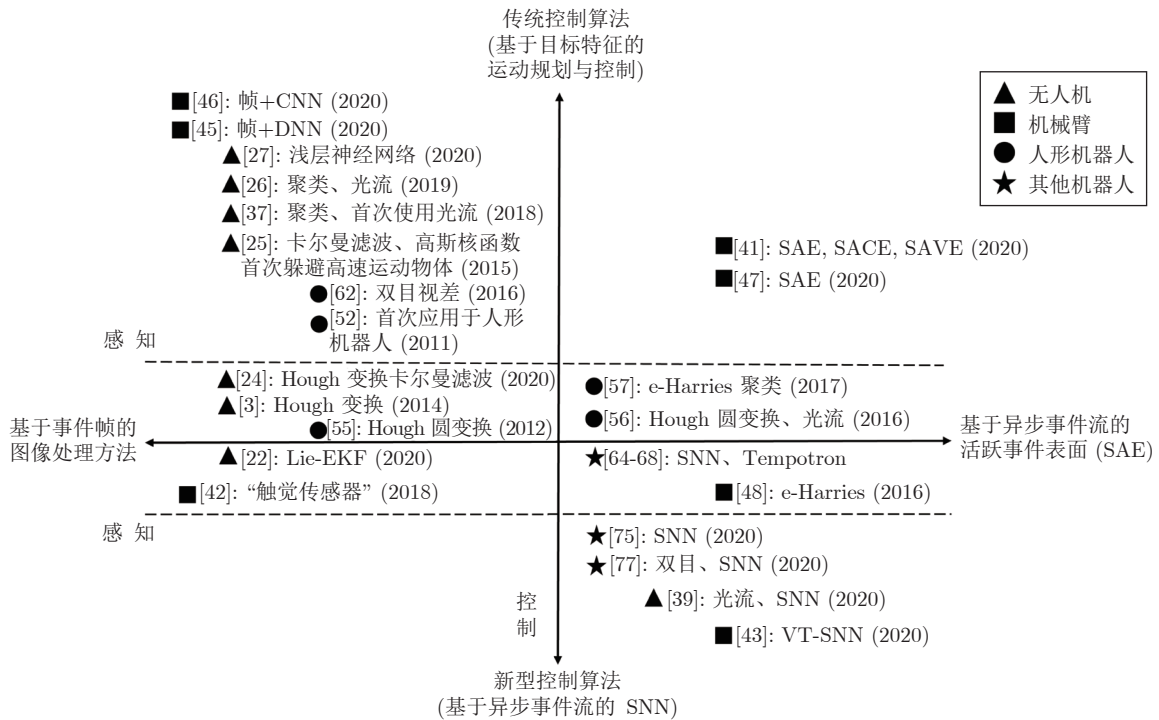 传统控制算法
(基于目标特征的
运动规划与控制)
无人机
机械臂
人形机器人
其他机器人
[46]: 帧+CNN (2020)
[45]: 帧+DNN (2020)
[27]: 浅层神经网络 (2020)
[26]: 聚类、光流 (2019)
[37]: 聚类、首次使用光流 (2018)
[25]: 卡尔曼滤波、高斯核函数
首次躲避高速运动物体 (2015)
[62]: 双目视差 (2016)
[52]: 首次应用于人形
机器人 (2011)
[41]: SAE, SACE, SAVE (2020)
[47]: SAE (2020)
感 知
[24]: Hough 变换卡尔曼滤波 (2020)
[3]: Hough 变换 (2014)
[55]: Hough 圆变换 (2012)
[57]: e-Harries 聚类 (2017)
[56]: Hough 圆变换、光流 (2016)
基于事件帧的
图像处理方法
基于异步事件流的
活跃事件表面 (SAE)
[22]: Lie-EKF (2020)
[42]: “触觉传感器” (2018)
[64-68]: SNN、Tempotron
[48]: e-Harries (2016)
感 知
[75]: SNN (2020)
[77]: 双目、SNN (2020)
[39]: 光流、SNN (2020)
[43]: VT-SNN (2020)
控
制
新型控制算法
(基于异步事件流的 SNN)